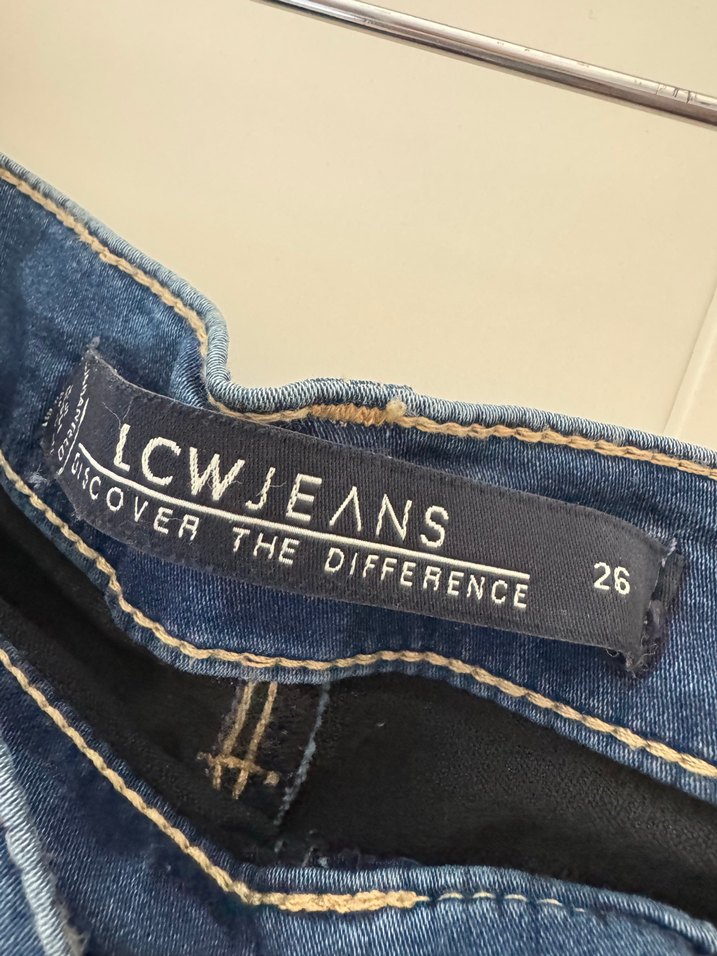 LCWJEANS
DISCOVER THE DIFFERENCE
26